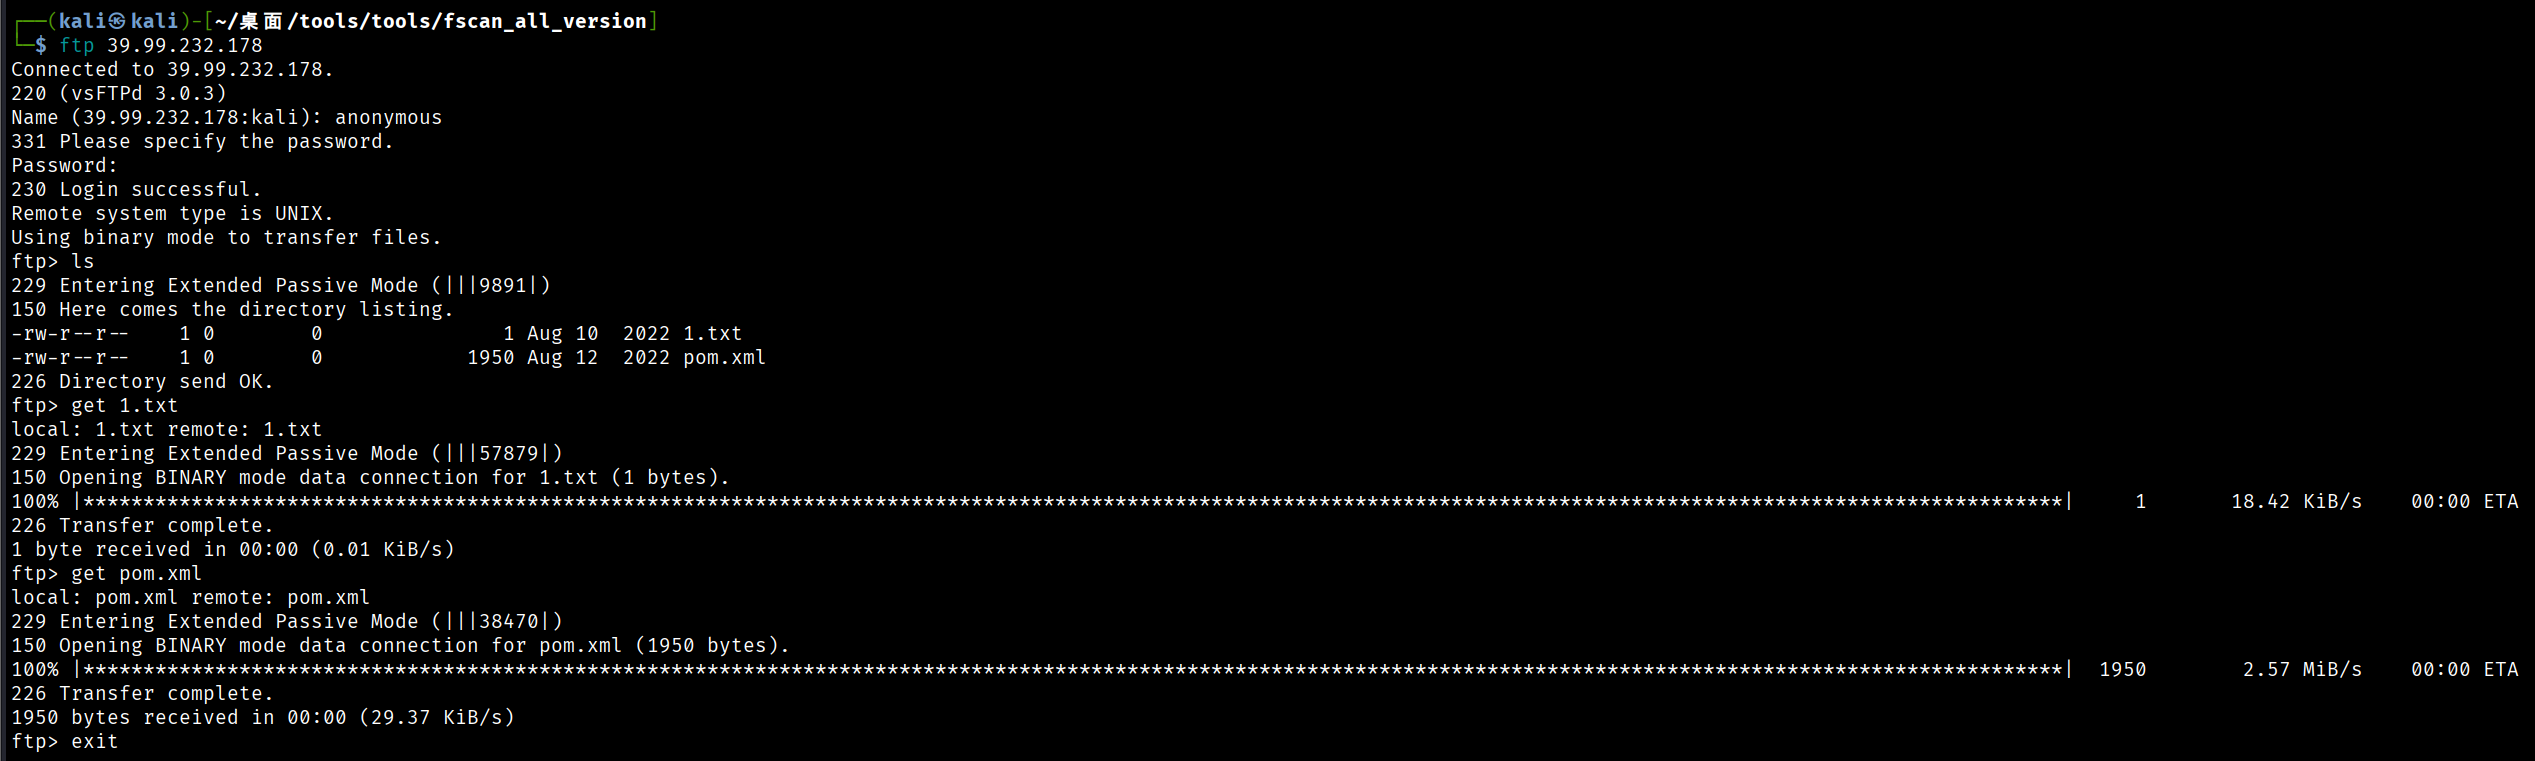 ┌──(kali㉿kali)-[~/桌面/tools/tools/fscan_all_version]
└─$ ftp 39.99.232.178
Connected to 39.99.232.178.
220 (vsFTPd 3.0.3)
Name (39.99.232.178:kali): anonymous
331 Please specify the password.
Password:
230 Login successful.
Remote system type is UNIX.
Using binary mode to transfer files.
ftp> ls
229 Entering Extended Passive Mode (|||9891|)
150 Here comes the directory listing.
-rw-r--r--    1 0        0               1 Aug 10  2022 1.txt
-rw-r--r--    1 0        0            1950 Aug 12  2022 pom.xml
226 Directory send OK.
ftp> get 1.txt
local: 1.txt remote: 1.txt
229 Entering Extended Passive Mode (|||57879|)
150 Opening BINARY mode data connection for 1.txt (1 bytes).
100% |*********************************************************************************************************************************************************************|     1       18.42 KiB/s    00:00 ETA
226 Transfer complete.
1 byte received in 00:00 (0.01 KiB/s)
ftp> get pom.xml
local: pom.xml remote: pom.xml
229 Entering Extended Passive Mode (|||38470|)
150 Opening BINARY mode data connection for pom.xml (1950 bytes).
100% |*********************************************************************************************************************************************************************|  1950        2.57 MiB/s    00:00 ETA
226 Transfer complete.
1950 bytes received in 00:00 (29.37 KiB/s)
ftp> exit